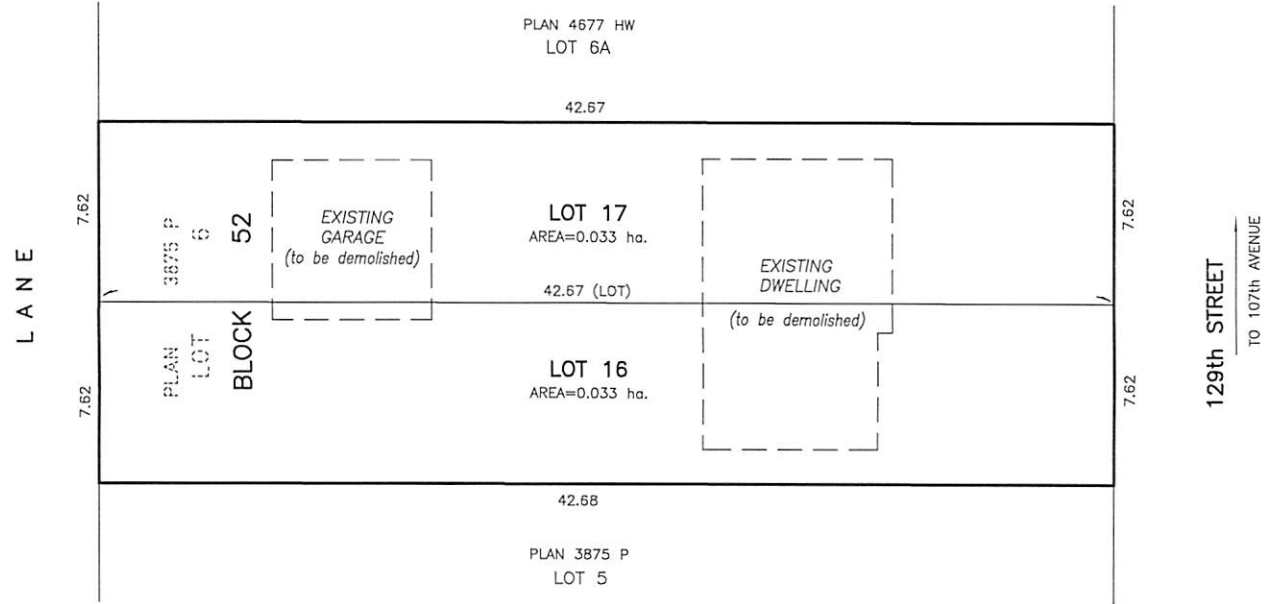 PLAN 4677 HW
LOT 6A
42.67
7.62
7.62
LANE
PLAN 3875 P
LOT 6
BLOCK 52
EXISTING
GARAGE
(to be demolished)
LOT 17
AREA=0.033 ha.
EXISTING
DWELLING
(to be demolished)
42.67 (LOT)
LOT 16
AREA=0.033 ha.
7.62
7.62
129th STREET
TO 107th AVENUE
42.68
PLAN 3875 P
LOT 5